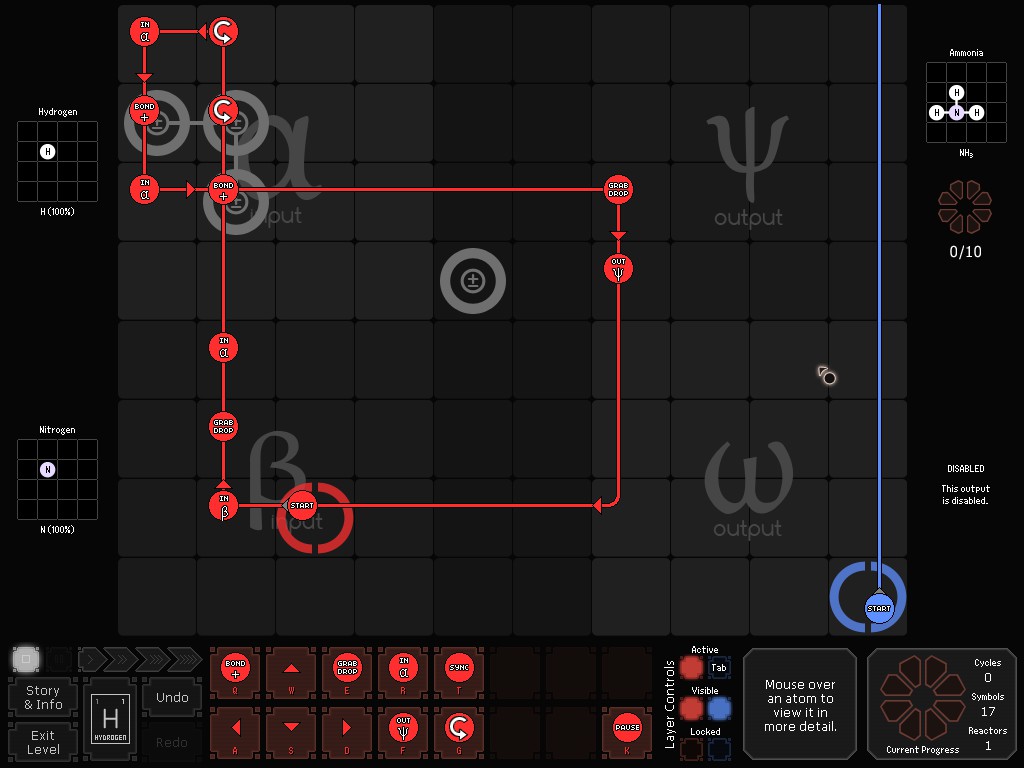 IN
α
BOND
+
IN
α
BOND
+
GRAB
DROP
OUT
ψ
IN
α
GRAB
DROP
IN
β
START
START
α
input
ψ
output
β
input
ω
output
Hydrogen
H
H (100%)
Nitrogen
N
N (100%)
Ammonia
H
H N H
NH₃
0/10
DISABLED
This output
is disabled.
Story
& Info
Exit
Level
1 1
H
HYDROGEN
Undo
Redo
BOND
+
Q
W
GRAB
DROP
E
IN
α
R
SYNC
T
A
S
D
OUT
ψ
F
G
PAUSE
K
Layer Controls
Active
Tab
Visible
Locked
Mouse over
an atom to
view it in
more detail.
Cycles
0
Symbols
17
Reactors
1
Current Progress